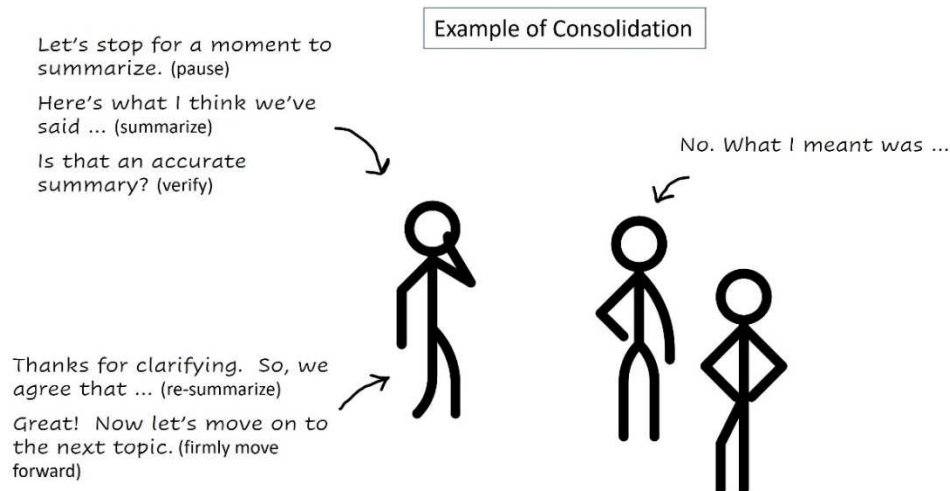 Example of Consolidation
Let's stop for a moment to
summarize. (pause)
Here's what I think we've
said ... (summarize)
Is that an accurate
summary? (verify)
No. What I meant was ...
Thanks for clarifying. So, we
agree that ... (re-summarize)
Great! Now let's move on to
the next topic. (firmly move
forward)